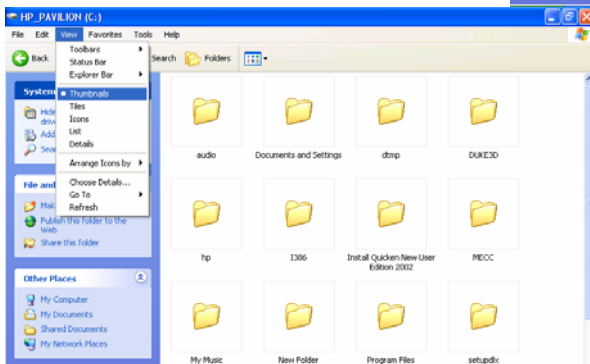 HP_PAVILION (C:)
File Edit View Favorites Tools Help
Back Search Folders
Toolbars
Status Bar
Explorer Bar
Thumbnails
Tiles
Icons
List
Details
Arrange Icons by
Choose Details...
Go To
Refresh
System
Hide
Add
File and
Publish this folder to the
Web
Share this folder
Other Places
My Computer
My Documents
Shared Documents
My Network Places
audio Documents and Settings dtmp DUKE3D
hp I386 Install Quicken New User MECC
Edition 2002
My Music New Folder Program Files setupdlx